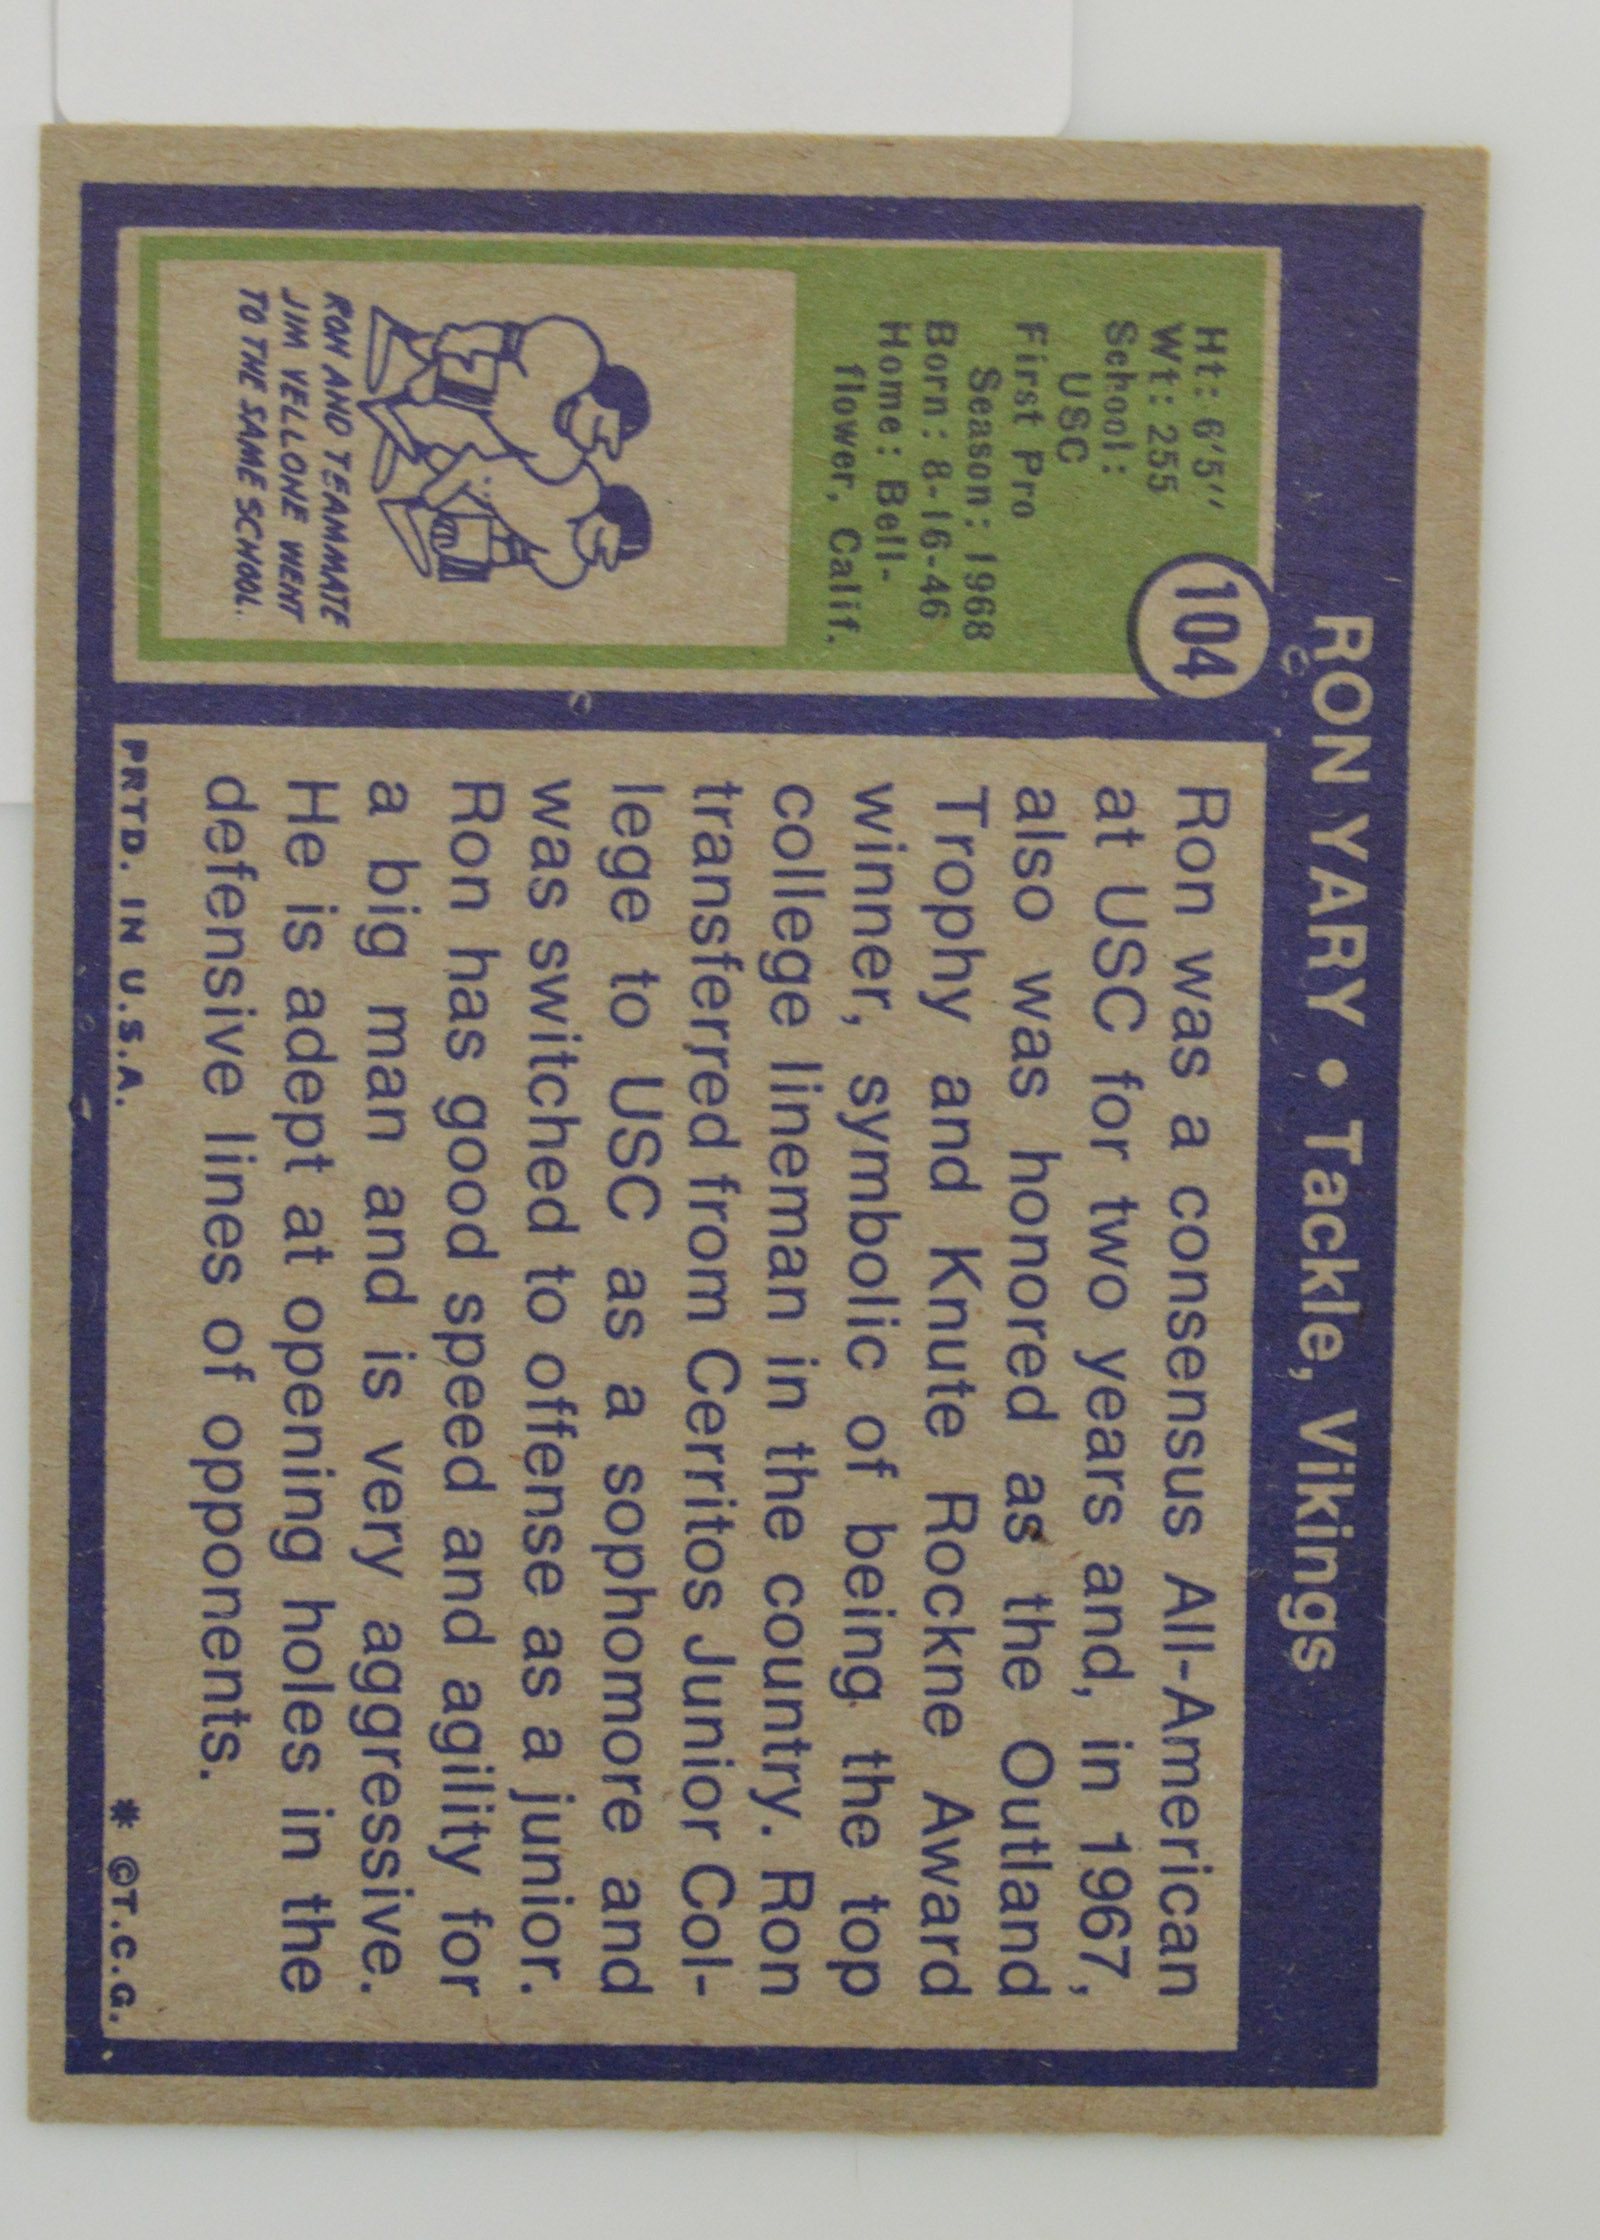 RON YARY • Tackle, Vikings
104
Ht: 6'5"
Wt: 255
School:
USC
First Pro
Season: 1968
Born: 8-16-46
Home: Bell-
flower, Calif.
RON AND TEAMMATE
JIM VELLONE WENT
TO THE SAME SCHOOL.
Ron was a consensus All-American
at USC for two years and, in 1967,
also was honored as the Outland
Trophy and Knute Rockne Award
winner, symbolic of being the top
college lineman in the country. Ron
transferred from Cerritos Junior Col-
lege to USC as a sophomore and
was switched to offense as a junior.
Ron has good speed and agility for
a big man and is very aggressive.
He is adept at opening holes in the
defensive lines of opponents.
PRTD. IN U.S.A.
* ©T.C.G.